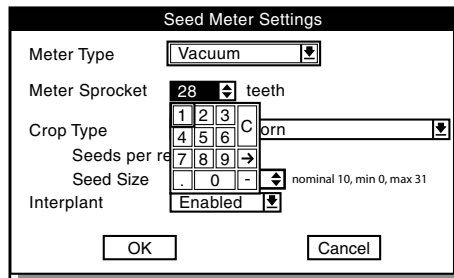 Seed Meter Settings
Meter Type Vacuum
Meter Sprocket 28 teeth
1 2 3 C
Crop Type orn
4 5 6
Seeds per re 7 8 9 →
Seed Size . 0 - nominal 10, min 0, max 31
Interplant Enabled
OK Cancel